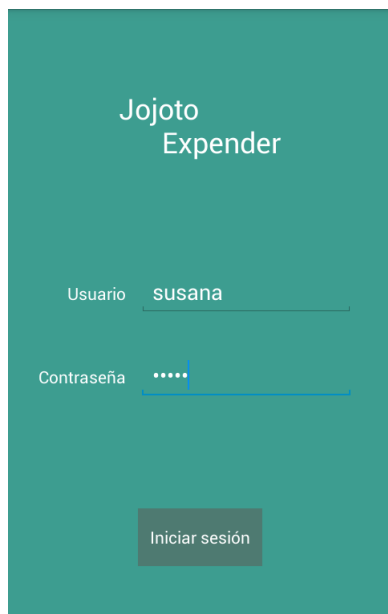 Jojoto
Expender
Usuario susana
Contraseña •••••
Iniciar sesión